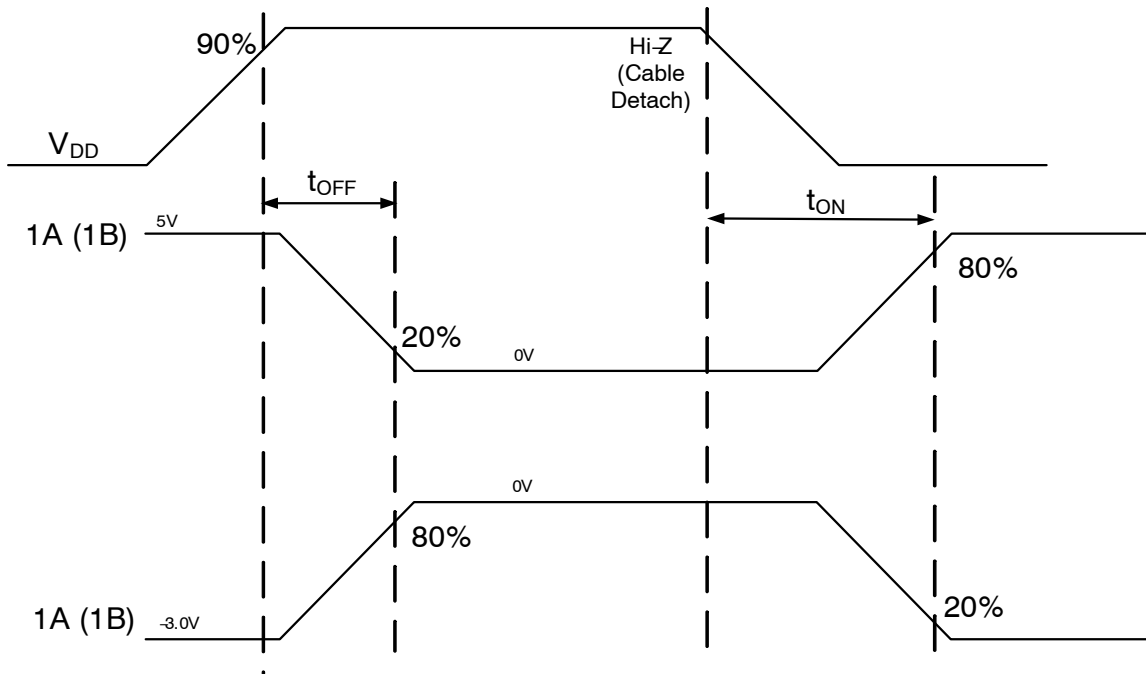 90%
Hi-Z
(Cable
Detach)
VDD
tOFF
tON
1A (1B)
5V
80%
20%
0V
0V
80%
1A (1B)
-3.0V
20%